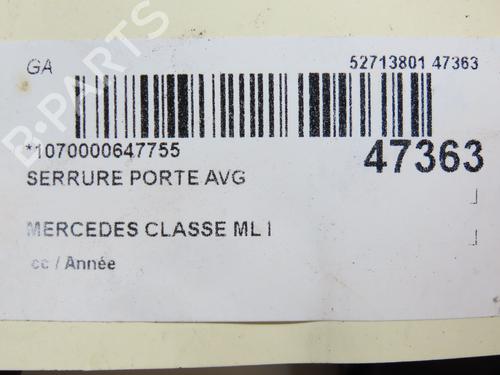 GA
52713801 47363
*1070000647755
47363
SERRURE PORTE AVG
MERCEDES CLASSE ML I
cc / Année
B-PARTS